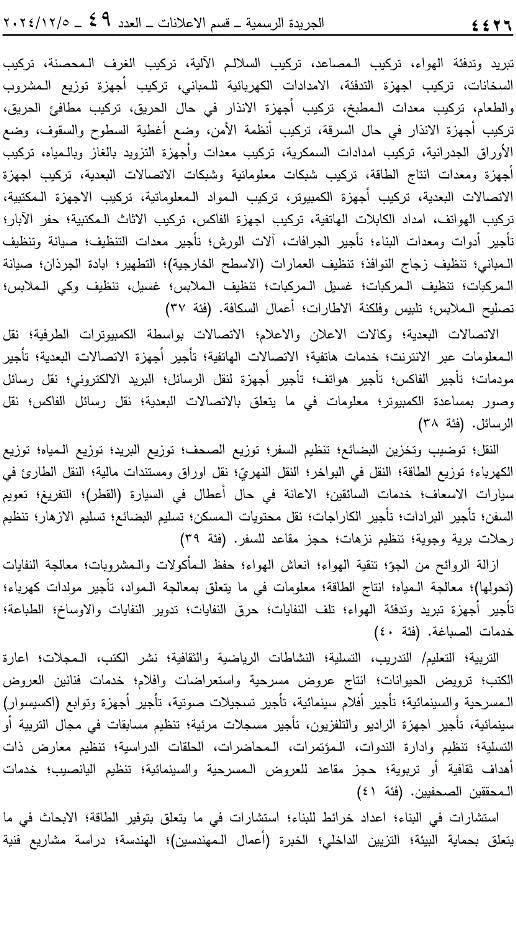 ٤٤٢٦ الجريدة الرسمية ــ قسم الاعلانات ــ العدد ٤٩ ــ ٢٠٢٤/١٢/٥
تبريد وتدفئة الهواء، تركيب المصاعد، تركيب السلالم الآلية، تركيب الغرف المحصنة، تركيب
السخانات، تركيب اجهزة التدفئة، الامدادات الكهربائية للمباني، تركيب أجهزة توزيع المشروب
والطعام، تركيب معدات المطبخ، تركيب أجهزة الانذار في حال الحريق، تركيب مطافئ الحريق،
تركيب أجهزة الانذار في حال السرقة، تركيب أنظمة الأمن، وضع أغطية السطوح والسقوف، وضع
الأوراق الجدرانية، تركيب امدادات السمكرية، تركيب معدات وأجهزة التزويد بالغاز وبالمياه، تركيب
أجهزة ومعدات انتاج الطاقة، تركيب شبكات معلوماتية وشبكات الاتصالات البعدية، تركيب اجهزة
الاتصالات البعدية، تركيب أجهزة الكمبيوتر، تركيب المواد المعلوماتية، تركيب الاجهزة المكتبية،
تركيب الهواتف، امداد الكابلات الهاتفية، تركيب اجهزة الفاكس، تركيب الاثاث المكتبية؛ حفر الآبار؛
تأجير أدوات ومعدات البناء؛ تأجير الجرافات، آلات الورش؛ تأجير معدات التنظيف؛ صيانة وتنظيف
المباني؛ تنظيف زجاج النوافذ؛ تنظيف العمارات (الاسطح الخارجية)؛ التطهير؛ ابادة الجرذان؛ صيانة
المركبات؛ تنظيف المركبات؛ غسيل المركبات؛ تنظيف الملابس؛ غسيل، تنظيف وكي الملابس؛
تصليح الملابس؛ تلبيس وفلكنة الاطارات؛ أعمال السكافة. (فئة ٣٧)
الاتصالات البعدية؛ وكالات الاعلان والاعلام؛ الاتصالات بواسطة الكمبيوترات الطرفية؛ نقل
المعلومات عبر الانترنت؛ خدمات هاتفية؛ الاتصالات الهاتفية؛ تأجير أجهزة الاتصالات البعدية؛ تأجير
مودمات؛ تأجير الفاكس؛ تأجير هواتف؛ تأجير أجهزة لنقل الرسائل؛ البريد الالكتروني؛ نقل رسائل
وصور بمساعدة الكمبيوتر؛ معلومات في ما يتعلق بالاتصالات البعدية؛ نقل رسائل الفاكس؛ نقل
الرسائل. (فئة ٣٨)
النقل؛ توضيب وتخزين البضائع؛ تنظيم السفر؛ توزيع الصحف؛ توزيع البريد؛ توزيع المياه؛ توزيع
الكهرباء؛ توزيع الطاقة؛ النقل في البواخر؛ النقل النهريّ؛ نقل اوراق ومستندات مالية؛ النقل الطارئ في
سيارات الاسعاف؛ خدمات السائقين؛ الاعانة في حال أعطال في السيارة (القطر)؛ التفريغ؛ تعويم
السفن؛ تأجير البرادات؛ تأجير الكاراجات؛ نقل محتويات المسكن؛ تسليم البضائع؛ تسليم الازهار؛ تنظيم
رحلات برية وجوية؛ تنظيم نزهات؛ حجز مقاعد للسفر. (فئة ٣٩)
ازالة الروائح من الجوّ؛ تنقية الهواء؛ انعاش الهواء؛ حفظ المأكولات والمشروبات؛ معالجة النفايات
(تحولها)؛ معالجة المياه؛ انتاج الطاقة؛ معلومات في ما يتعلق بمعالجة المواد، تأجير مولدات كهرباء؛
تأجير أجهزة تبريد وتدفئة الهواء؛ تلف النفايات؛ حرق النفايات؛ تدوير النفايات والاوساخ؛ الطباعة؛
خدمات الصباغة. (فئة ٤٠)
التربية؛ التعليم/ التدريب، التسلية؛ النشاطات الرياضية والثقافية؛ نشر الكتب، المجلات؛ اعارة
الكتب؛ ترويض الحيوانات؛ انتاج عروض مسرحية واستعراضات وافلام؛ خدمات فنانين العروض
المسرحية والسينمائية؛ تأجير أفلام سينمائية، تأجير تسجيلات صوتية، تأجير أجهزة وتوابع (اكسيسوار)
سينمائية، تأجير اجهزة الراديو والتلفزيون، تأجير مسجلات مرئية؛ تنظيم مسابقات في مجال التربية أو
التسلية؛ تنظيم وادارة الندوات، المؤتمرات، المحاضرات، الحلقات الدراسية؛ تنظيم معارض ذات
أهداف ثقافية أو تربوية؛ حجز مقاعد للعروض المسرحية والسينمائية؛ تنظيم اليانصيب؛ خدمات
المحققين الصحفيين. (فئة ٤١)
استشارات في البناء؛ اعداد خرائط للبناء؛ استشارات في ما يتعلق بتوفير الطاقة؛ الابحاث في ما
يتعلق بحماية البيئة؛ التزيين الداخلي؛ الخبرة (أعمال المهندسين)؛ الهندسة؛ دراسة مشاريع فنية